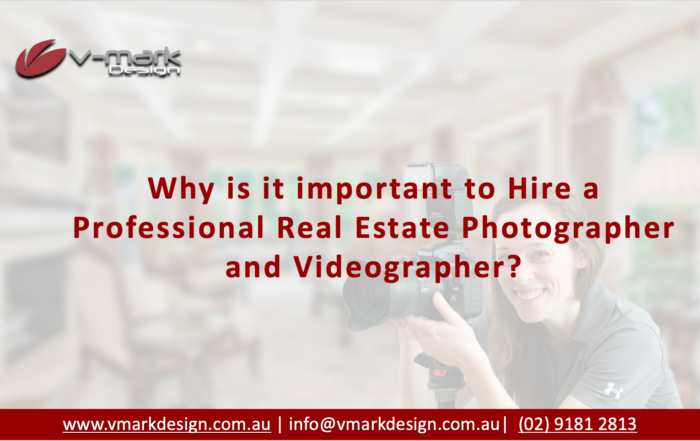 v-mark
Design
Why is it important to Hire a
Professional Real Estate Photographer
and Videographer?
www.vmarkdesign.com.au | info@vmarkdesign.com.au| (02) 9181 2813